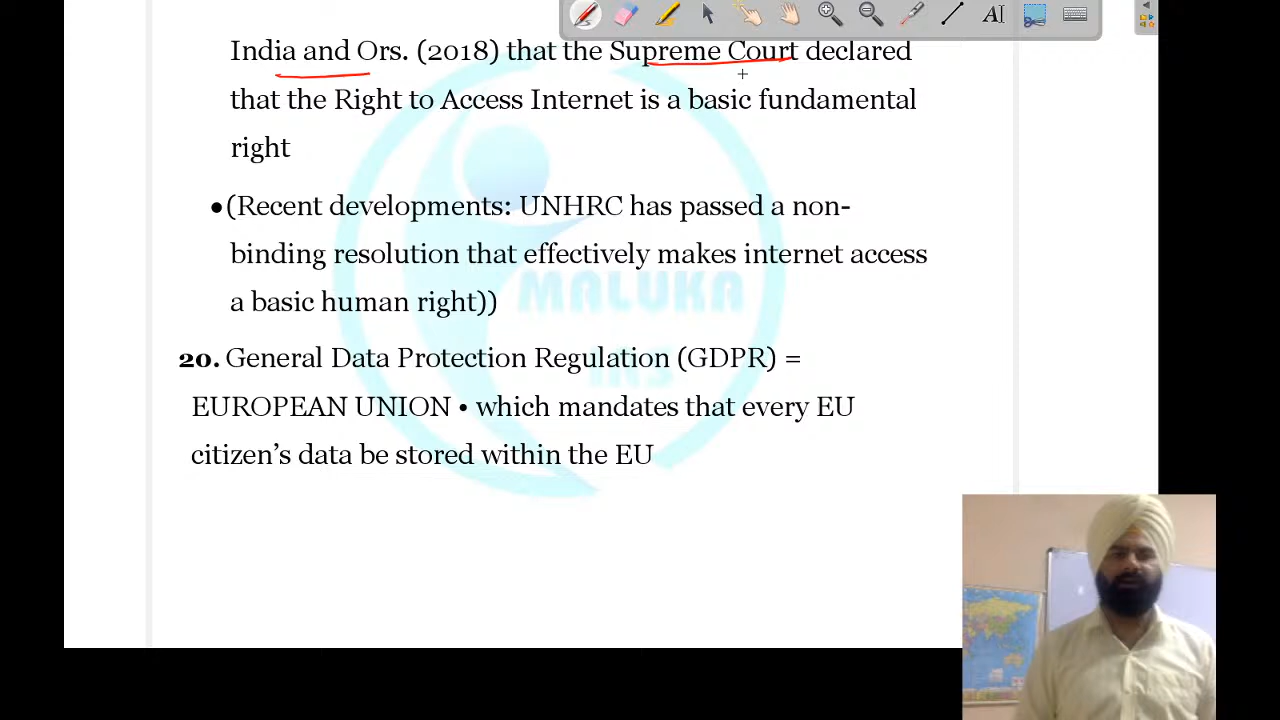 India and Ors. (2018) that the Supreme Court declared
that the Right to Access Internet is a basic fundamental
right
•(Recent developments: UNHRC has passed a non-
binding resolution that effectively makes internet access
a basic human right))
20. General Data Protection Regulation (GDPR) =
EUROPEAN UNION • which mandates that every EU
citizen’s data be stored within the EU
MALUKA
IAS